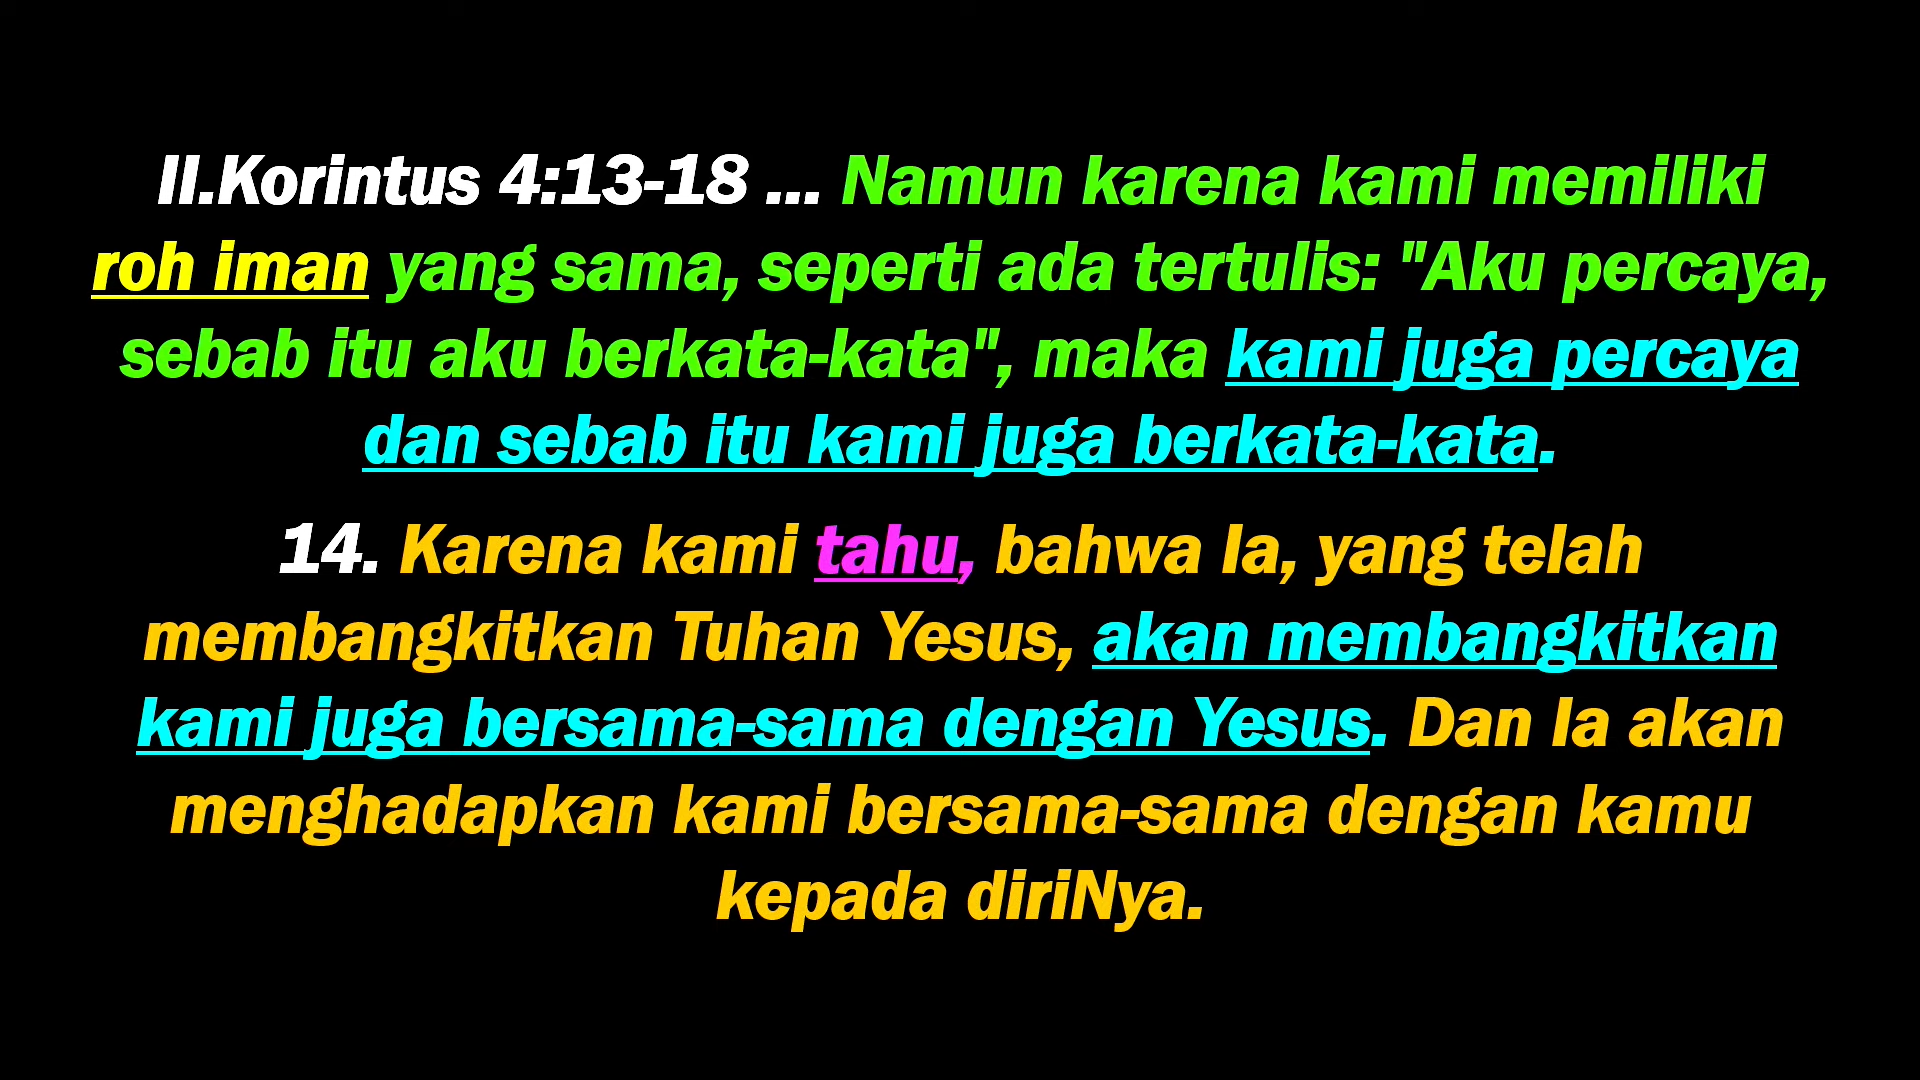 II.Korintus 4:13-18 ... Namun karena kami memiliki
roh iman yang sama, seperti ada tertulis: "Aku percaya,
sebab itu aku berkata-kata", maka kami juga percaya
dan sebab itu kami juga berkata-kata.
14. Karena kami tahu, bahwa Ia, yang telah
membangkitkan Tuhan Yesus, akan membangkitkan
kami juga bersama-sama dengan Yesus. Dan Ia akan
menghadapkan kami bersama-sama dengan kamu
kepada diriNya.